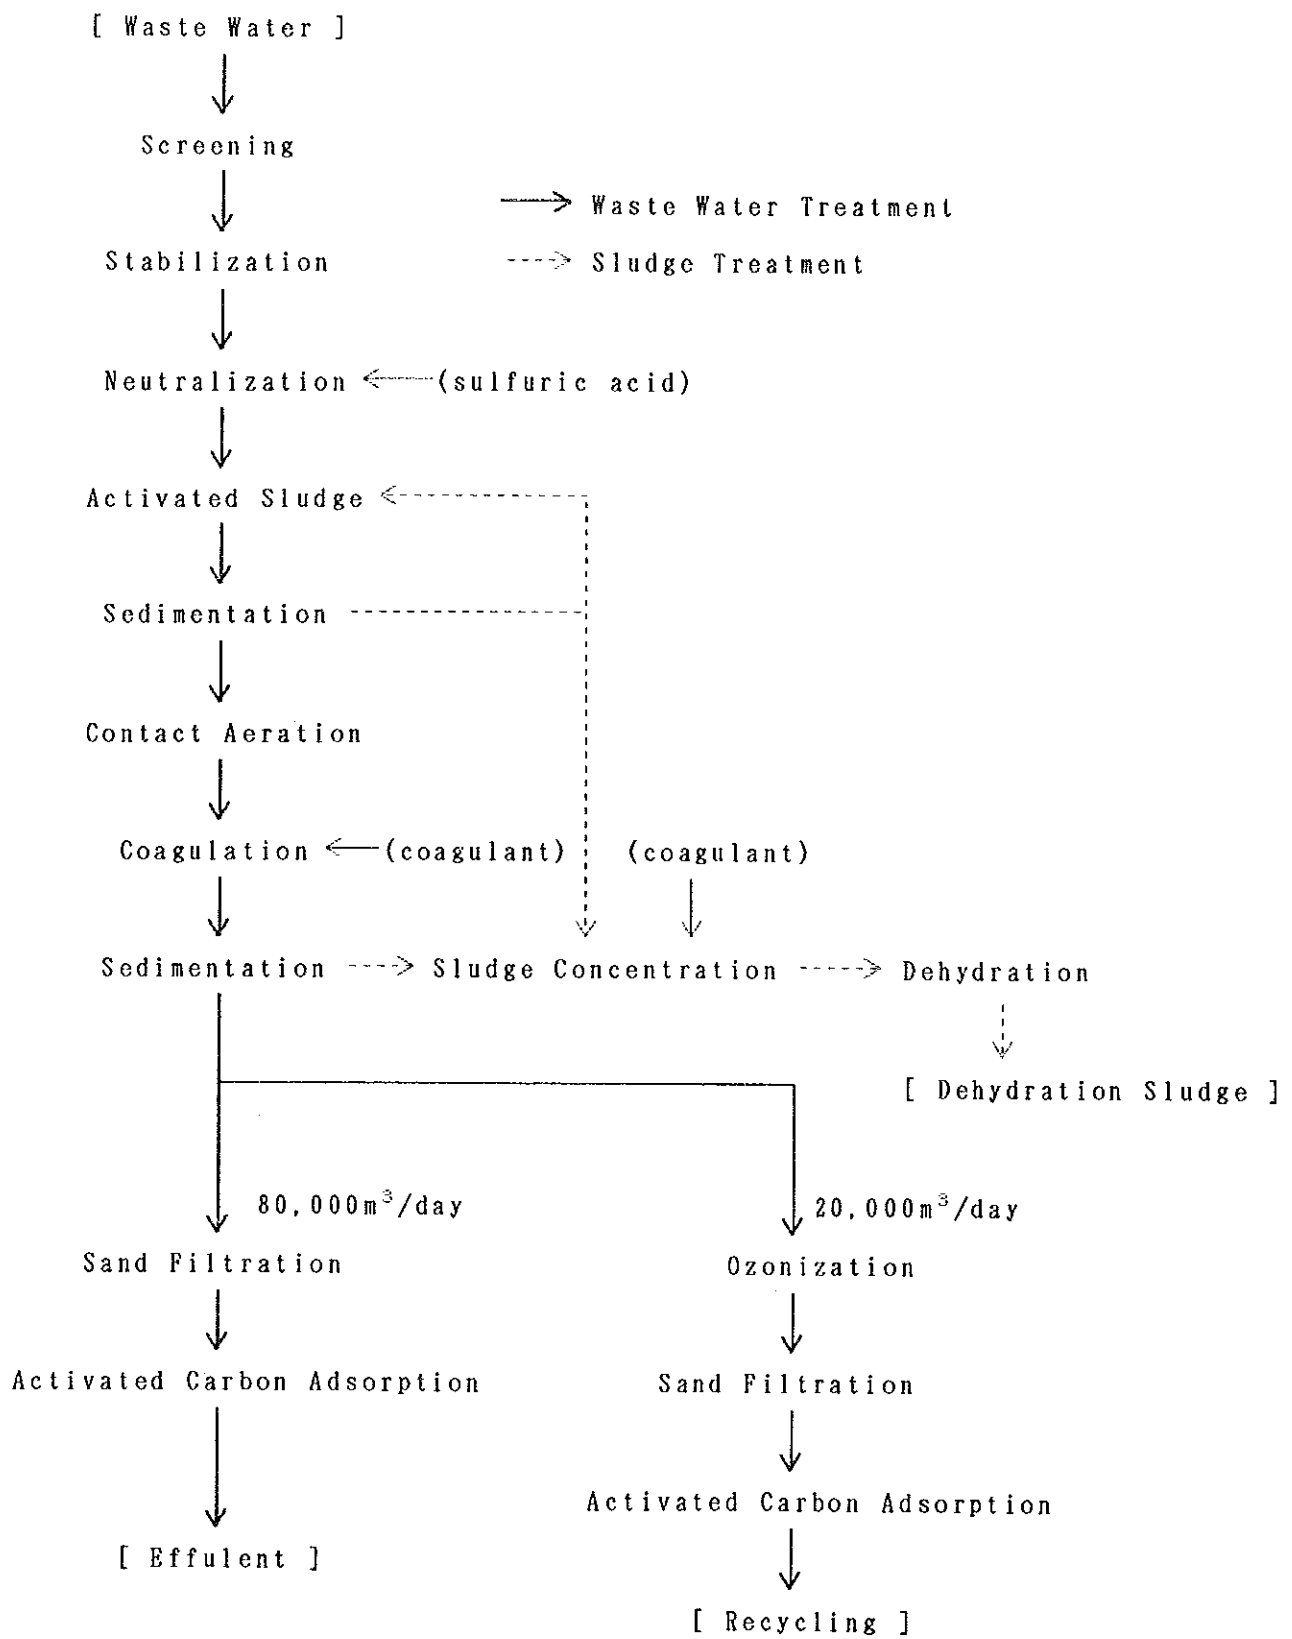 [ Waste Water ]
Screening
Waste Water Treatment
Stabilization
Sludge Treatment
Neutralization
(sulfuric acid)
Activated Sludge
Sedimentation
Contact Aeration
Coagulation
(coagulant)
(coagulant)
Sedimentation
Sludge Concentration
Dehydration
[ Dehydration Sludge ]
80,000m³/day
20,000m³/day
Sand Filtration
Ozonization
Activated Carbon Adsorption
Sand Filtration
Activated Carbon Adsorption
[ Effulent ]
[ Recycling ]